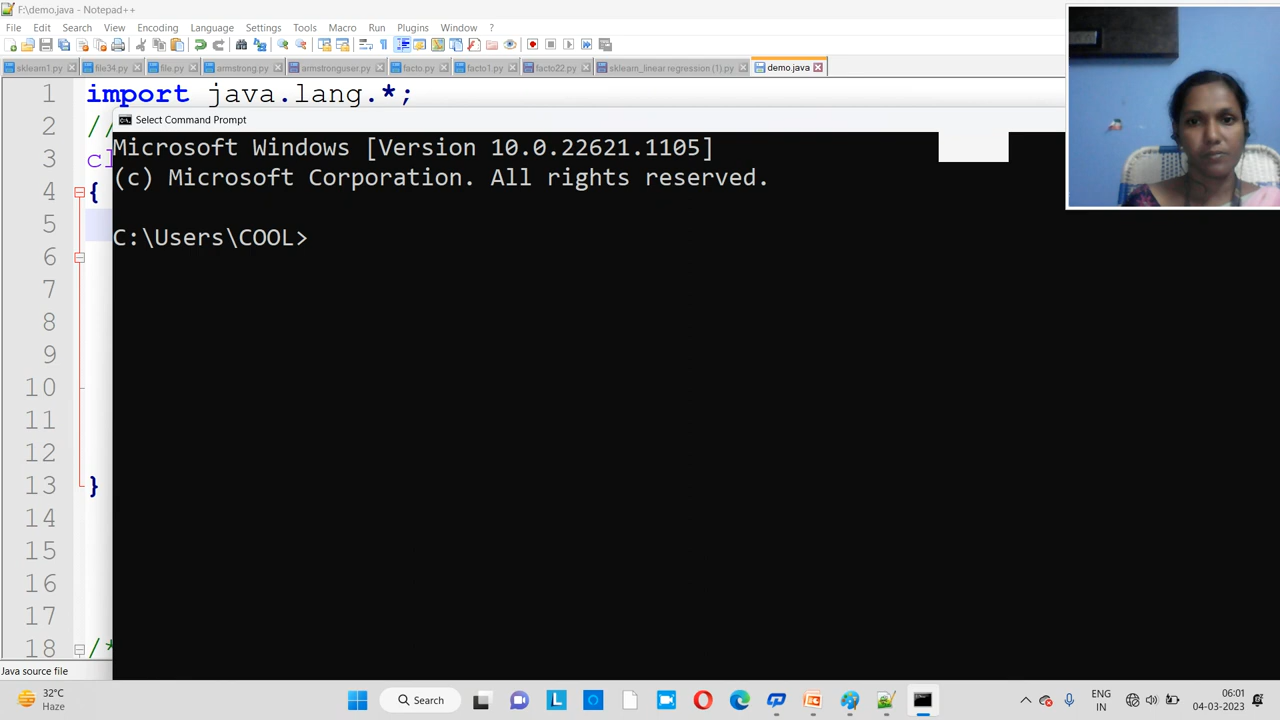 F:\demo.java - Notepad++
File Edit Search View Encoding Language Settings Tools Macro Run Plugins Window ?
sklearn1.py file34.py file.py armstrong.py armstronguser.py facto.py facto1.py facto22.py sklearn_linear regression (1).py demo.java
1 import java.lang.*;
2 //
Select Command Prompt
Microsoft Windows [Version 10.0.22621.1105]
3 cl
(c) Microsoft Corporation. All rights reserved.
4 {
5
C:\Users\COOL>
6
7
8
9
10
11
12
13 }
14
15
16
17
18 /*
Java source file
32°C
Haze
Search
ENG
IN
06:01
04-03-2023